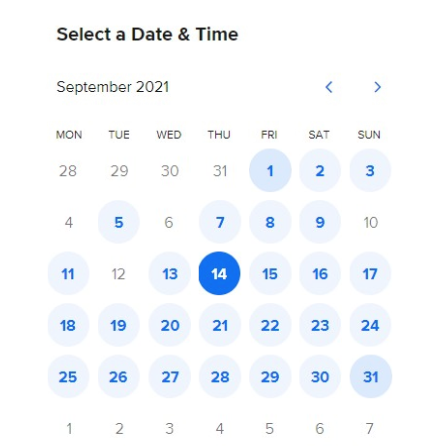 Select a Date & Time
September 2021
MON TUE WED THU FRI SAT SUN
28 29 30 31 1 2 3
4 5 6 7 8 9 10
11 12 13 14 15 16 17
18 19 20 21 22 23 24
25 26 27 28 29 30 31
1 2 3 4 5 6 7